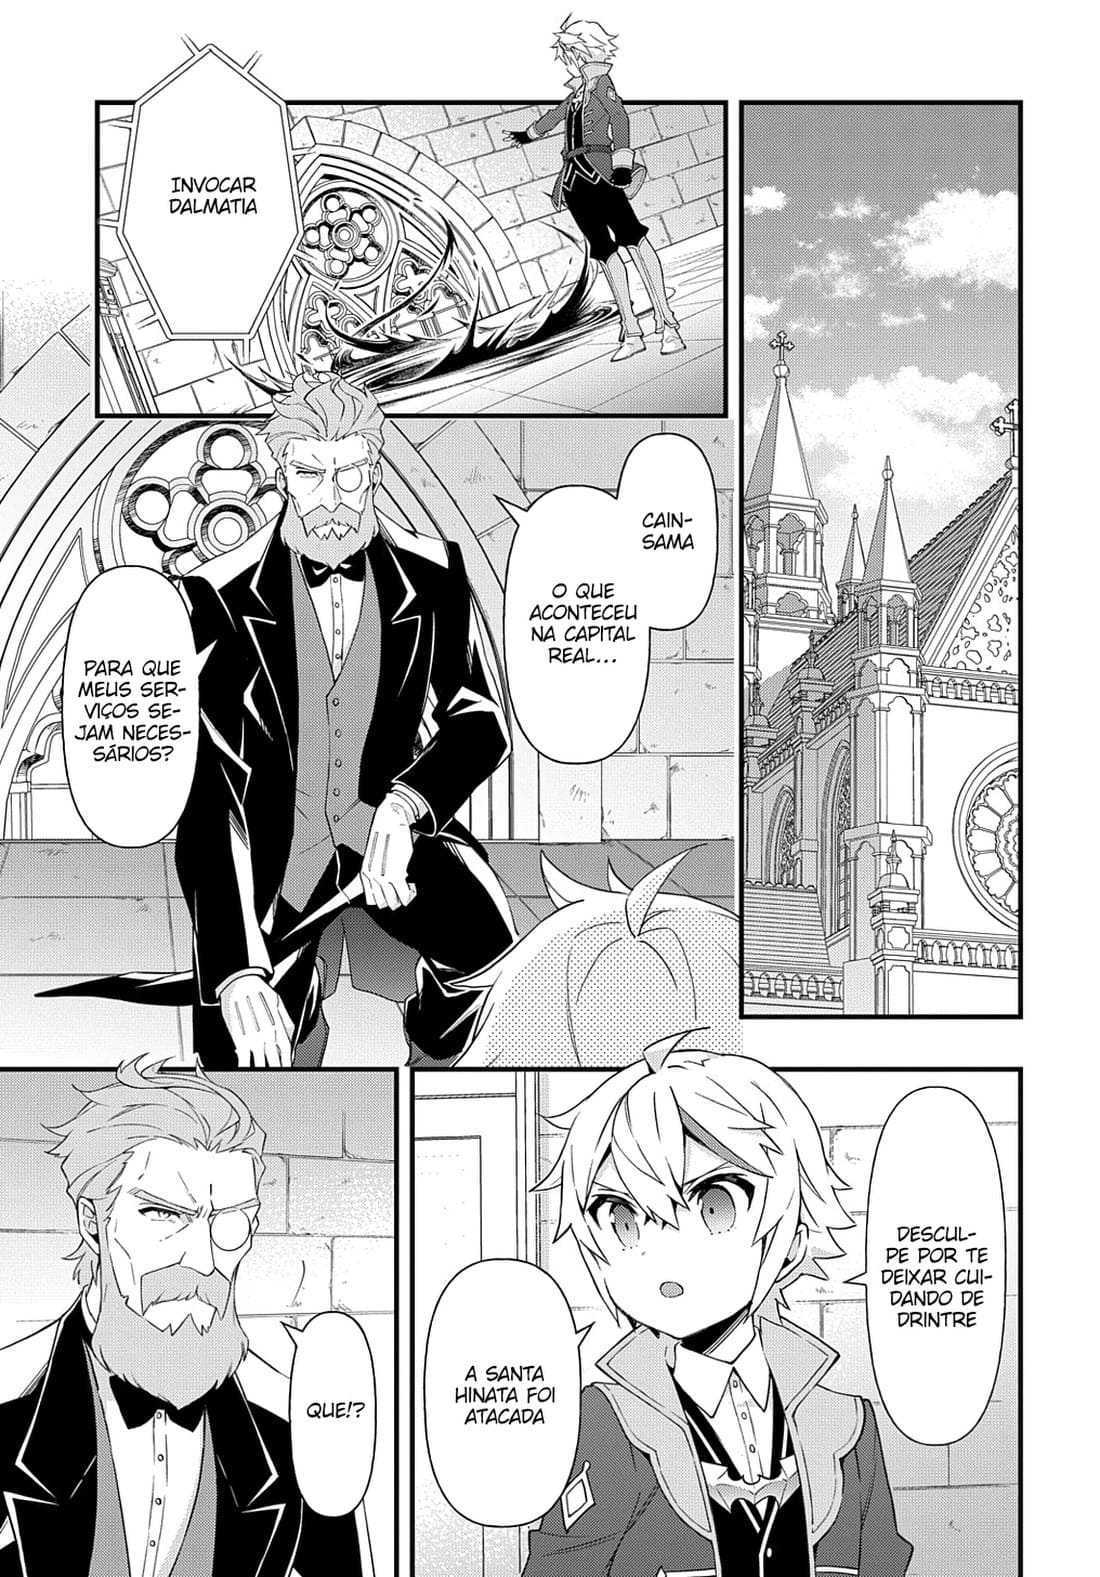 INVOCAR
DALMATIA
CAIN-
SAMA
O QUE
ACONTECEU
NA CAPITAL
REAL...
PARA QUE
MEUS SER-
VIÇOS SE-
JAM NECES-
SÁRIOS?
DESCUL-
PE POR TE
DEIXAR CUI-
DANDO DE
DRINTRE
A SANTA
HINATA FOI
ATACADA
QUE!?